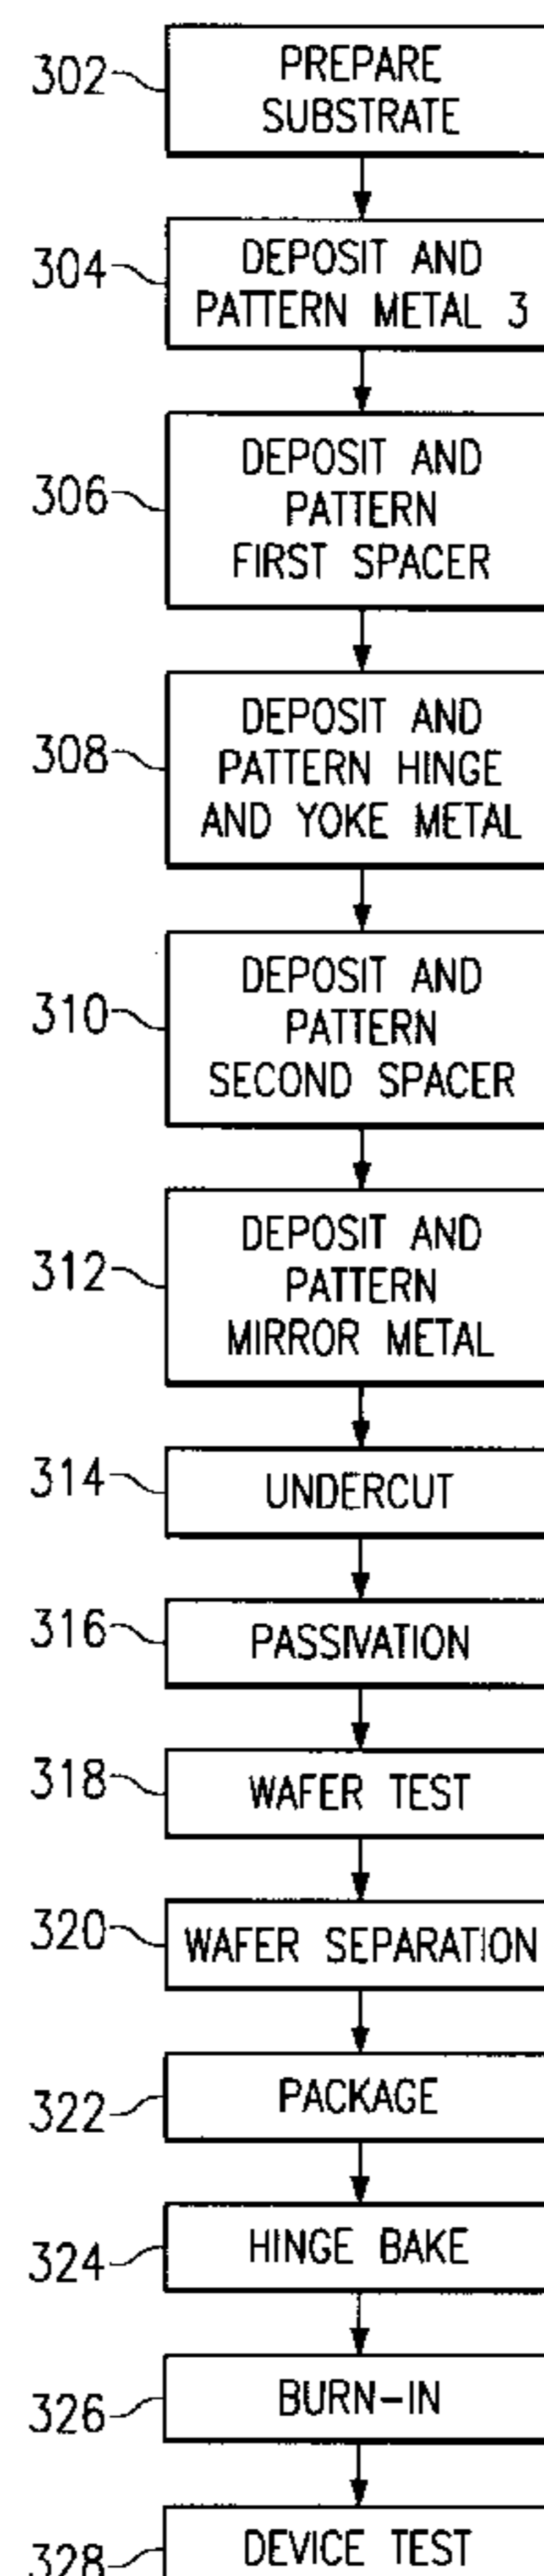 302
PREPARE
SUBSTRATE
304
DEPOSIT AND
PATTERN METAL 3
306
DEPOSIT AND
PATTERN
FIRST SPACER
308
DEPOSIT AND
PATTERN HINGE
AND YOKE METAL
310
DEPOSIT AND
PATTERN
SECOND SPACER
312
DEPOSIT AND
PATTERN
MIRROR METAL
314
UNDERCUT
316
PASSIVATION
318
WAFER TEST
320
WAFER SEPARATION
322
PACKAGE
324
HINGE BAKE
326
BURN-IN
328
DEVICE TEST